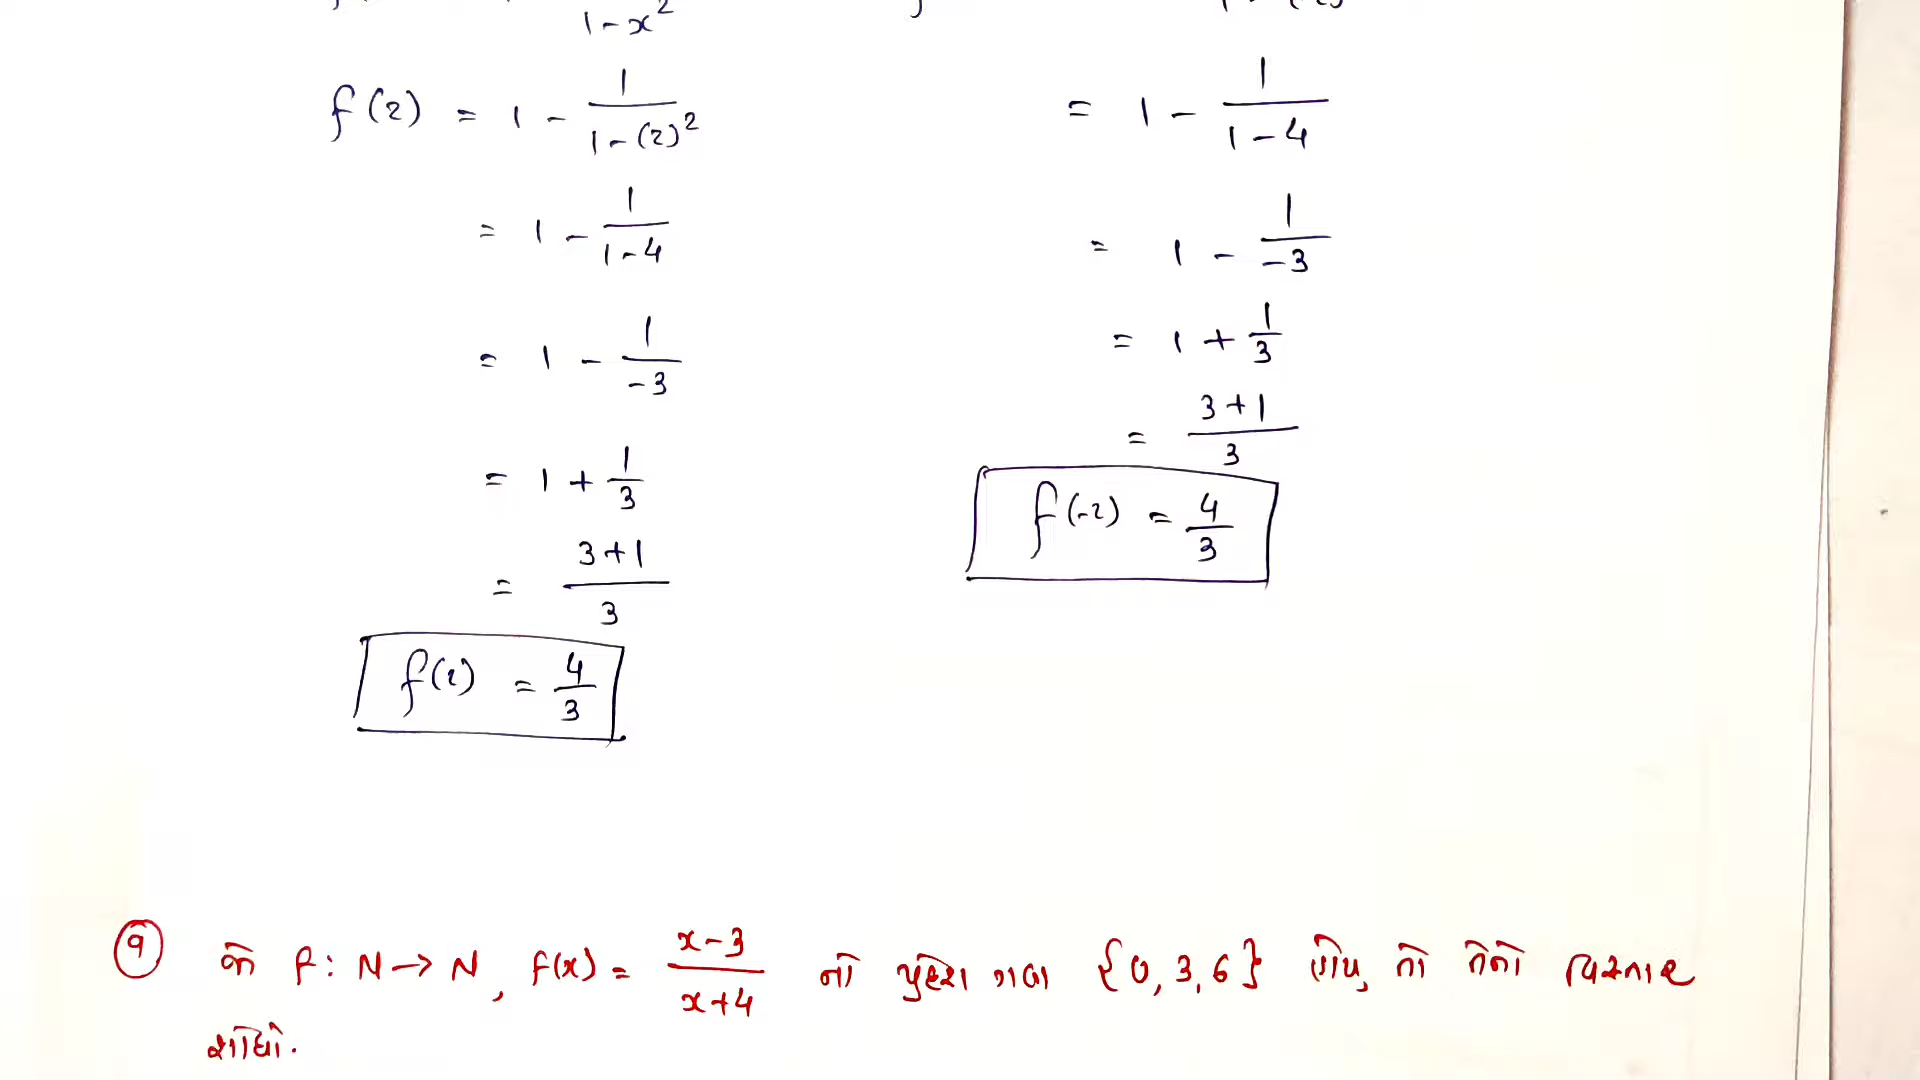 1-x²
f(2) = 1 - 1/(1-(2)²)
= 1 - 1/(1-4)
= 1 - 1/-3
= 1 + 1/3
= (3+1)/3
f(2) = 4/3
= 1 - 1/(1-4)
= 1 - 1/-3
= 1 + 1/3
= (3+1)/3
f(-2) = 4/3
(9) જો f: N→N, f(x) = (x-3)/(x+4) નો પ્રદેશ ગણ {0, 3, 6} હોય, તો તેનો વિસ્તાર
શોધો.